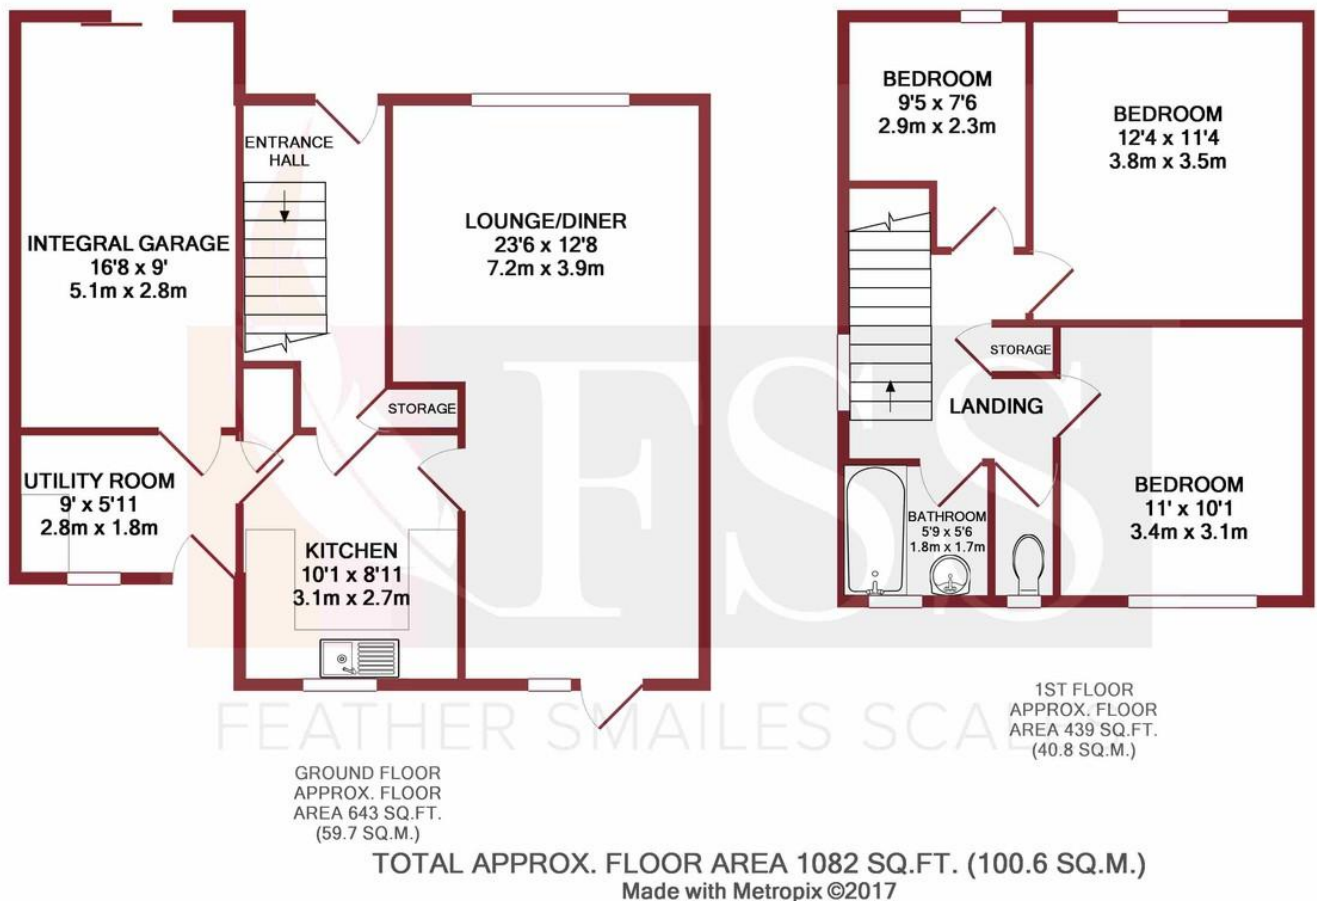 ENTRANCE
HALL
INTEGRAL GARAGE
16'8 x 9'
5.1m x 2.8m
LOUNGE/DINER
23'6 x 12'8
7.2m x 3.9m
STORAGE
UTILITY ROOM
9' x 5'11
2.8m x 1.8m
KITCHEN
10'1 x 8'11
3.1m x 2.7m
BEDROOM
9'5 x 7'6
2.9m x 2.3m
BEDROOM
12'4 x 11'4
3.8m x 3.5m
STORAGE
LANDING
BATHROOM
5'9 x 5'6
1.8m x 1.7m
BEDROOM
11' x 10'1
3.4m x 3.1m
FSS
FEATHER SMAILES
GROUND FLOOR
APPROX. FLOOR
AREA 643 SQ.FT.
(59.7 SQ.M.)
1ST FLOOR
APPROX. FLOOR
AREA 439 SQ.FT.
(40.8 SQ.M.)
TOTAL APPROX. FLOOR AREA 1082 SQ.FT. (100.6 SQ.M.)
Made with Metropix ©2017